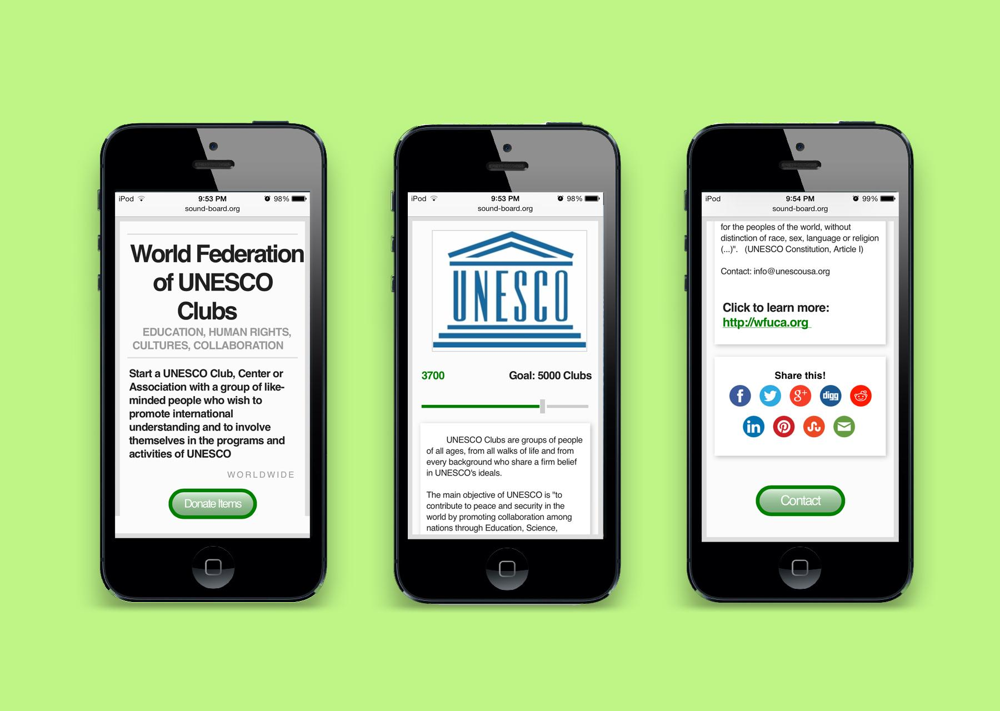 iPod 9:53 PM 98%
sound-board.org
World Federation
of UNESCO
Clubs
EDUCATION, HUMAN RIGHTS,
CULTURES, COLLABORATION
Start a UNESCO Club, Center or
Association with a group of like-
minded people who wish to
promote international
understanding and to involve
themselves in the programs and
activities of UNESCO
WORLDWIDE
Donate Items
iPod 9:53 PM 98%
sound-board.org
UNESCO
3700 Goal: 5000 Clubs
UNESCO Clubs are groups of people
of all ages, from all walks of life and from
every background who share a firm belief
in UNESCO's ideals.
The main objective of UNESCO is "to
contribute to peace and security in the
world by promoting collaboration among
nations through Education, Science,
iPod 9:54 PM 99%
sound-board.org
for the peoples of the world, without
distinction of race, sex, language or religion
(...)". (UNESCO Constitution, Article I)
Contact: info@unescousa.org
Click to learn more:
http://wfuca.org
Share this!
f g+ digg
in
Contact